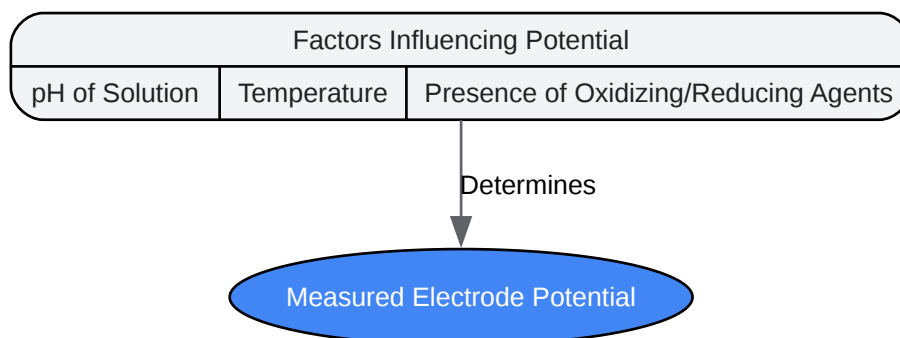 Factors Influencing Potential
pH of Solution
Temperature
Presence of Oxidizing/Reducing Agents
Determines
Measured Electrode Potential